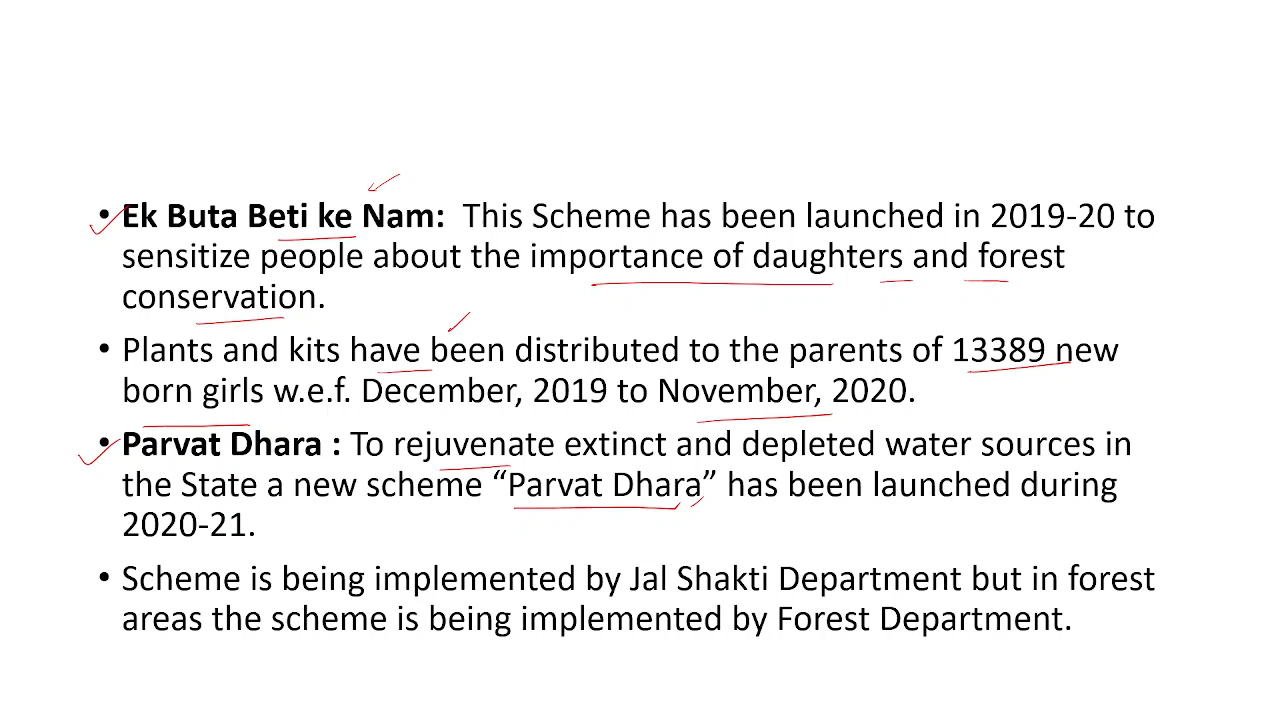 • Ek Buta Beti ke Nam: This Scheme has been launched in 2019-20 to
sensitize people about the importance of daughters and forest
conservation.
• Plants and kits have been distributed to the parents of 13389 new
born girls w.e.f. December, 2019 to November, 2020.
• Parvat Dhara : To rejuvenate extinct and depleted water sources in
the State a new scheme “Parvat Dhara” has been launched during
2020-21.
• Scheme is being implemented by Jal Shakti Department but in forest
areas the scheme is being implemented by Forest Department.